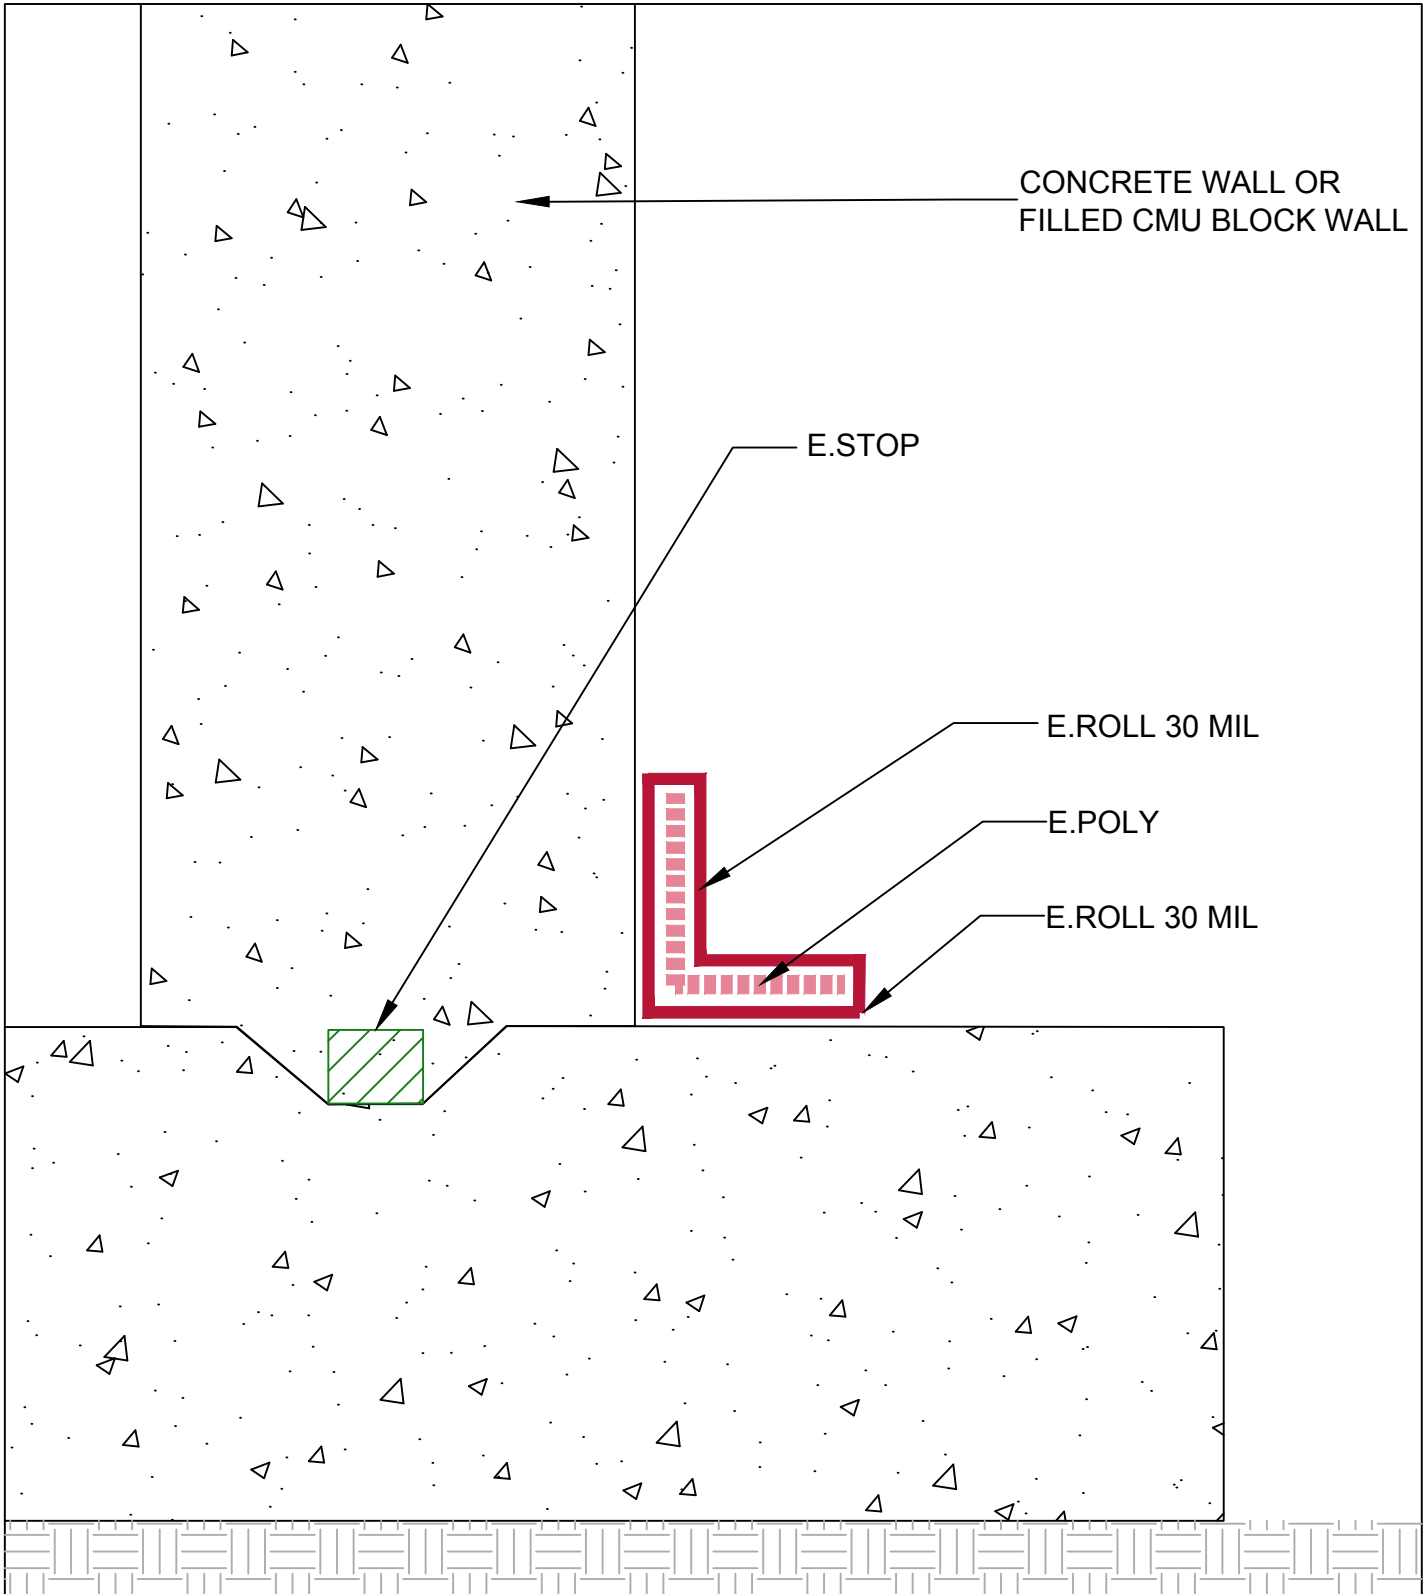 CONCRETE WALL OR
FILLED CMU BLOCK WALL
E.STOP
E.ROLL 30 MIL
E.POLY
E.ROLL 30 MIL